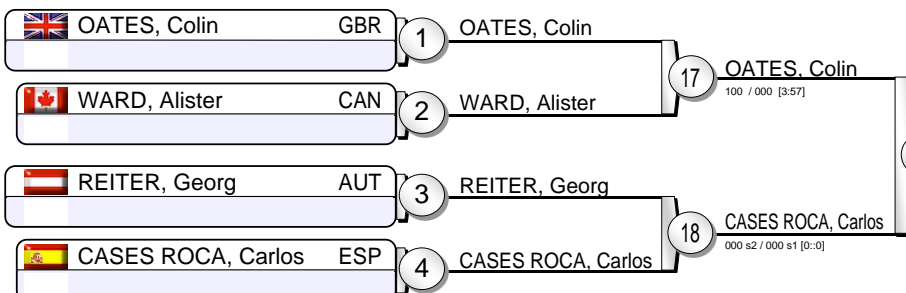 OATES, Colin GBR
1
OATES, Colin
WARD, Alister CAN
2
WARD, Alister
17
OATES, Colin
100 / 000 [3:57]
REITER, Georg AUT
3
REITER, Georg
CASES ROCA, Carlos ESP
4
CASES ROCA, Carlos
18
CASES ROCA, Carlos
000 s2 / 000 s1 [0::0]